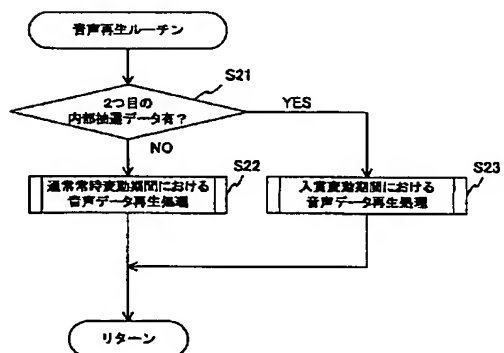 音声再生ルーチン
S21
2つ目の
内部抽選データ有?
YES
NO
S22
通常常時変動期間における
音声データ再生処理
S23
入賞変動期間における
音声データ再生処理
リターン